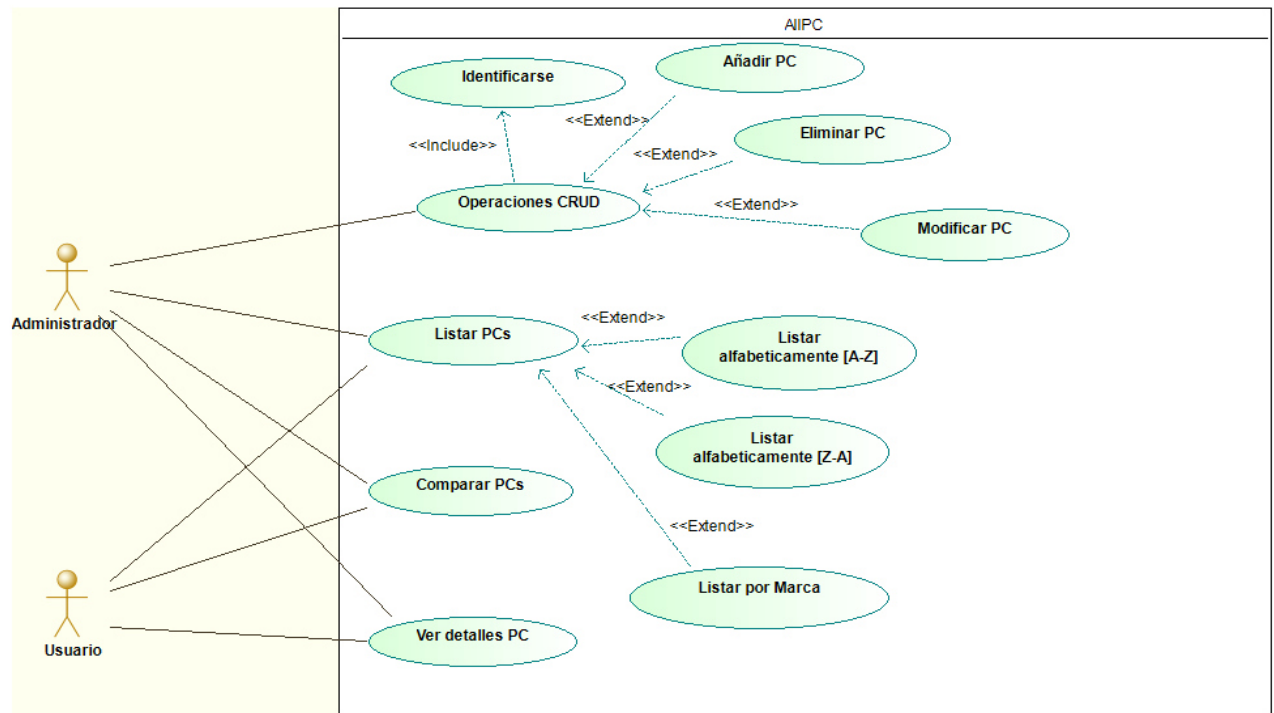 AllPC
Identificarse
Añadir PC
<<Extend>>
<<Include>>
Eliminar PC
<<Extend>>
Operaciones CRUD
<<Extend>>
Modificar PC
Administrador
Listar PCs
<<Extend>>
Listar
alfabeticamente [A-Z]
<<Extend>>
Listar
alfabeticamente [Z-A]
Comparar PCs
<<Extend>>
Listar por Marca
Usuario
Ver detalles PC